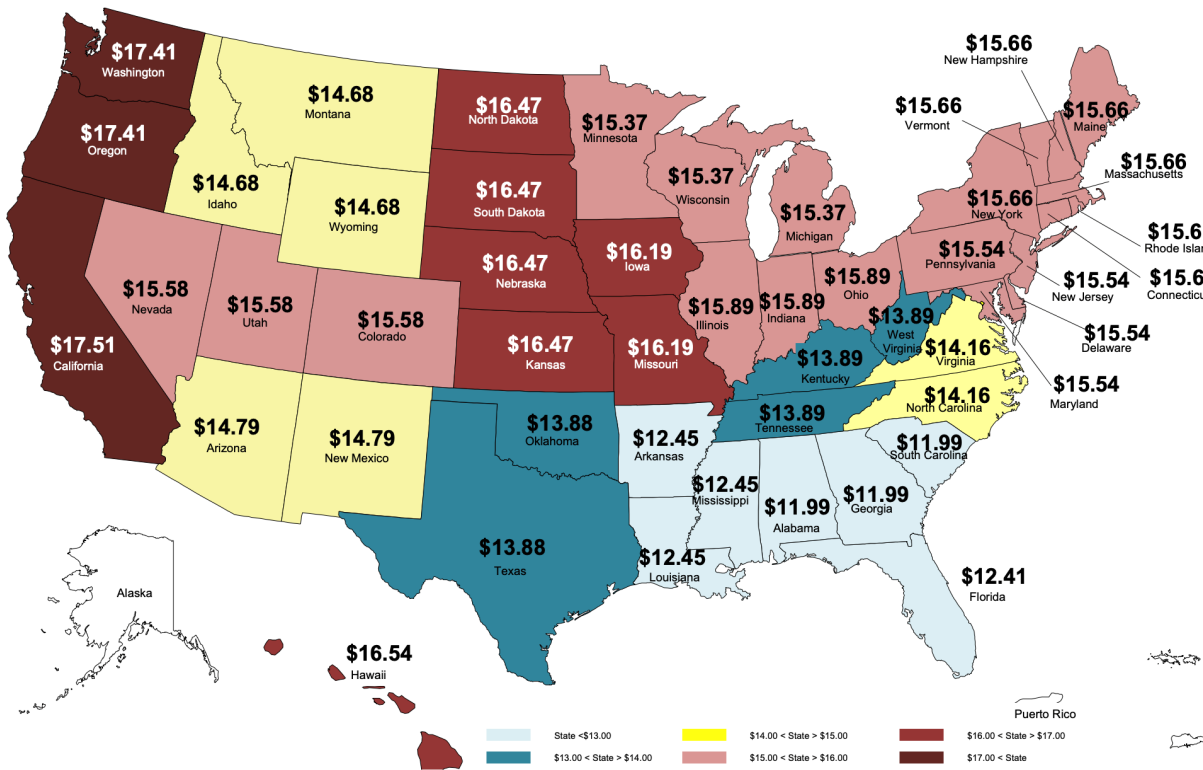 $17.41
Washington
$17.41
Oregon
$17.51
California
$14.68
Montana
$14.68
Idaho
$14.68
Wyoming
$15.58
Nevada
$15.58
Utah
$15.58
Colorado
$14.79
Arizona
$14.79
New Mexico
$16.47
North Dakota
$16.47
South Dakota
$16.47
Nebraska
$16.47
Kansas
$15.37
Minnesota
$15.37
Wisconsin
$15.37
Michigan
$16.19
Iowa
$16.19
Missouri
$15.89
Illinois
$15.89
Indiana
$15.89
Ohio
$13.89
West
Virginia
$13.89
Kentucky
$13.89
Tennessee
$13.88
Oklahoma
$13.88
Texas
$12.45
Arkansas
$12.45
Mississippi
$12.45
Louisiana
$11.99
Alabama
$11.99
Georgia
$11.99
South Carolina
$14.16
Virginia
$14.16
North Carolina
$12.41
Florida
$15.66
New Hampshire
$15.66
Vermont
$15.66
Maine
$15.66
Massachusetts
$15.66
New York
$15.6
Rhode Islan
$15.6
Connecticu
$15.54
Pennsylvania
$15.54
New Jersey
$15.54
Delaware
$15.54
Maryland
Alaska
$16.54
Hawaii
Puerto Rico
State <$13.00
$14.00 < State > $15.00
$16.00 < State > $17.00
$13.00 < State > $14.00
$15.00 < State > $16.00
$17.00 < State